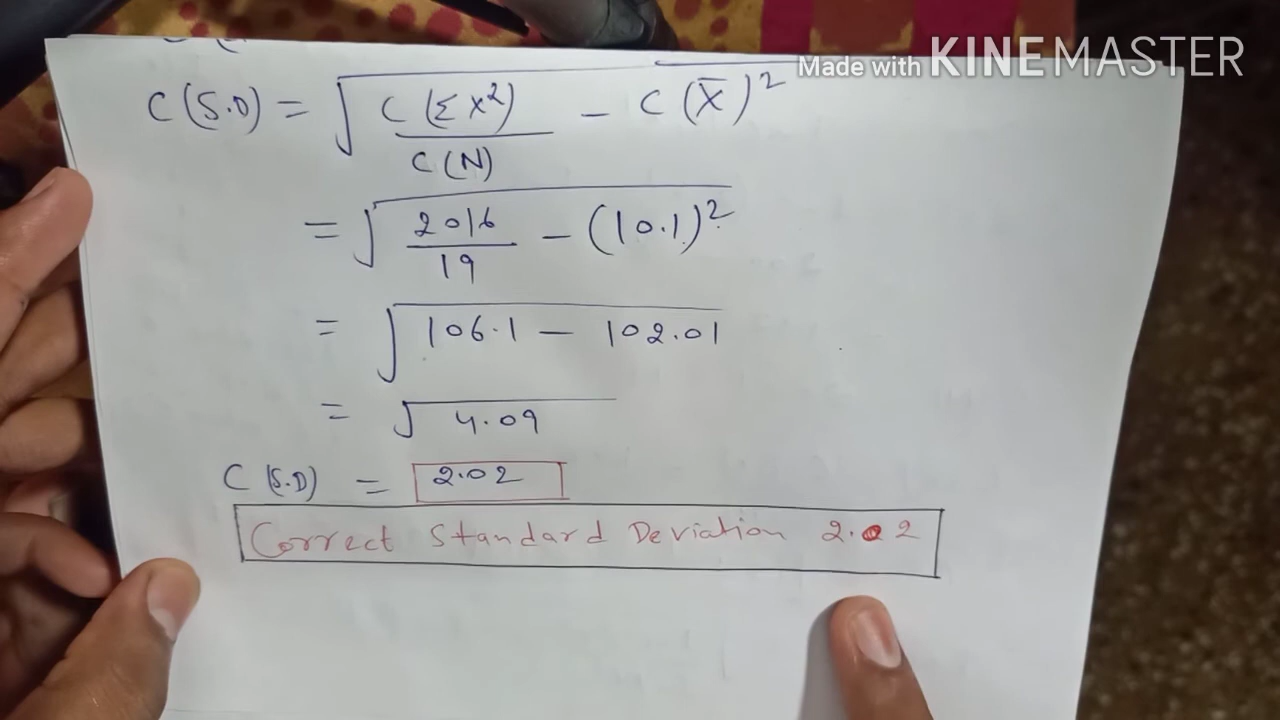 Made with KINEMASTER
C (S.D) = √ C (Σx²) / C (N) - C (X̄)²
= √ 2016 / 19 - (10.1)²
= √ 106.1 - 102.01
= √ 4.09
C (S.D) = 2.02
Correct Standard Deviation 2.02